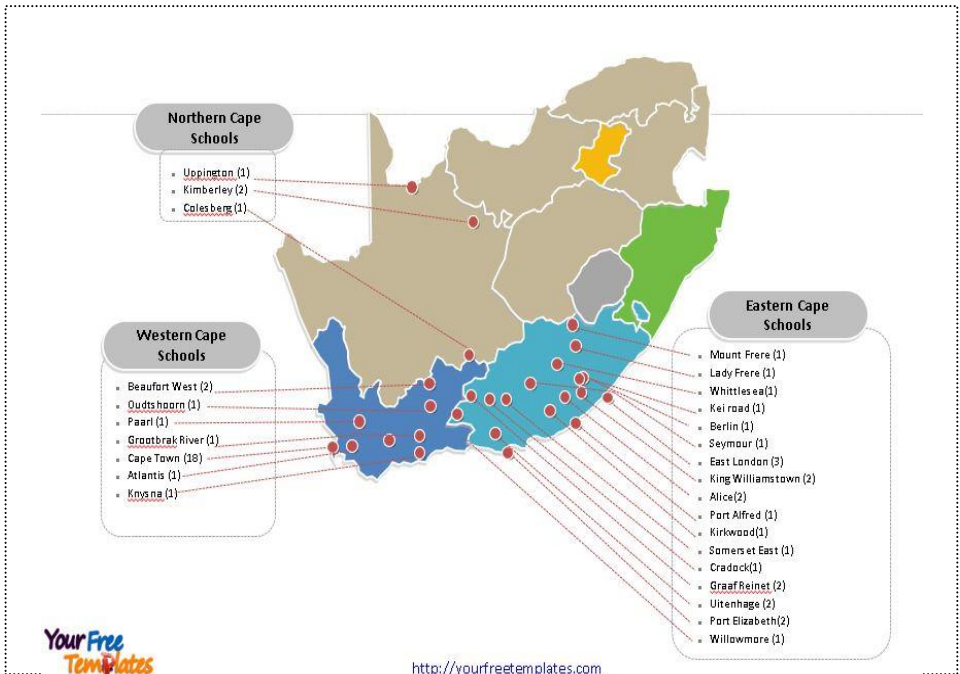 Northern Cape
Schools
Uppington (1)
Kimberley (2)
Colesberg (1)
Western Cape
Schools
Beaufort West (2)
Oudtshoorn (1)
Paarl (1)
Grootbrak River (1)
Cape Town (18)
Atlantis (1)
Knysna (1)
Eastern Cape
Schools
Mount Frere (1)
Lady Frere (1)
Whittlesea(1)
Kei road (1)
Berlin (1)
Seymour (1)
East London (3)
King Williamstown (2)
Alice(2)
Port Alfred (1)
Kirkwood(1)
Somerset East (1)
Cradock(1)
Graaf Reinet (2)
Uitenhage (2)
Port Elizabeth(2)
Willowmore (1)
Your Free
Templates
http://yourfreetemplates.com